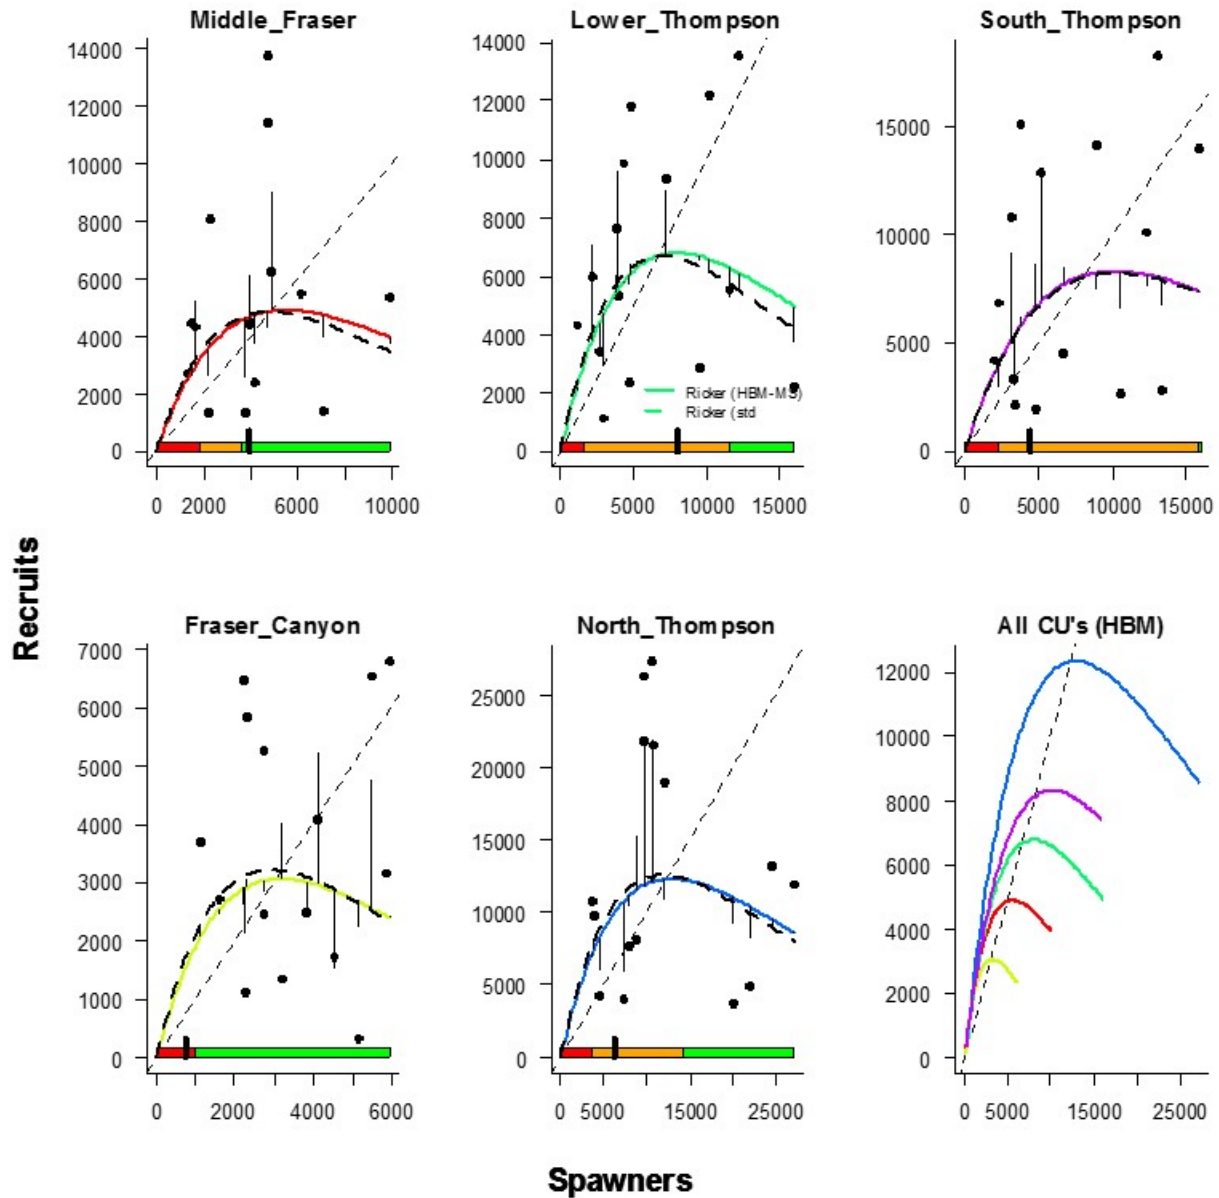 Middle_Fraser
14000
12000
10000
8000
6000
4000
2000
0
0 2000 6000 10000
Lower_Thompson
14000
12000
10000
8000
6000
4000
2000
0
Ricker (HBM-MS)
Ricker (std
0 5000 10000 15000
South_Thompson
15000
10000
5000
0
0 5000 10000 15000
Recruits
Fraser_Canyon
7000
6000
5000
4000
3000
2000
1000
0
0 2000 4000 6000
North_Thompson
25000
20000
15000
10000
5000
0
0 5000 15000 25000
All CU's (HBM)
12000
10000
8000
6000
4000
2000
0
0 5000 15000 25000
Spawners